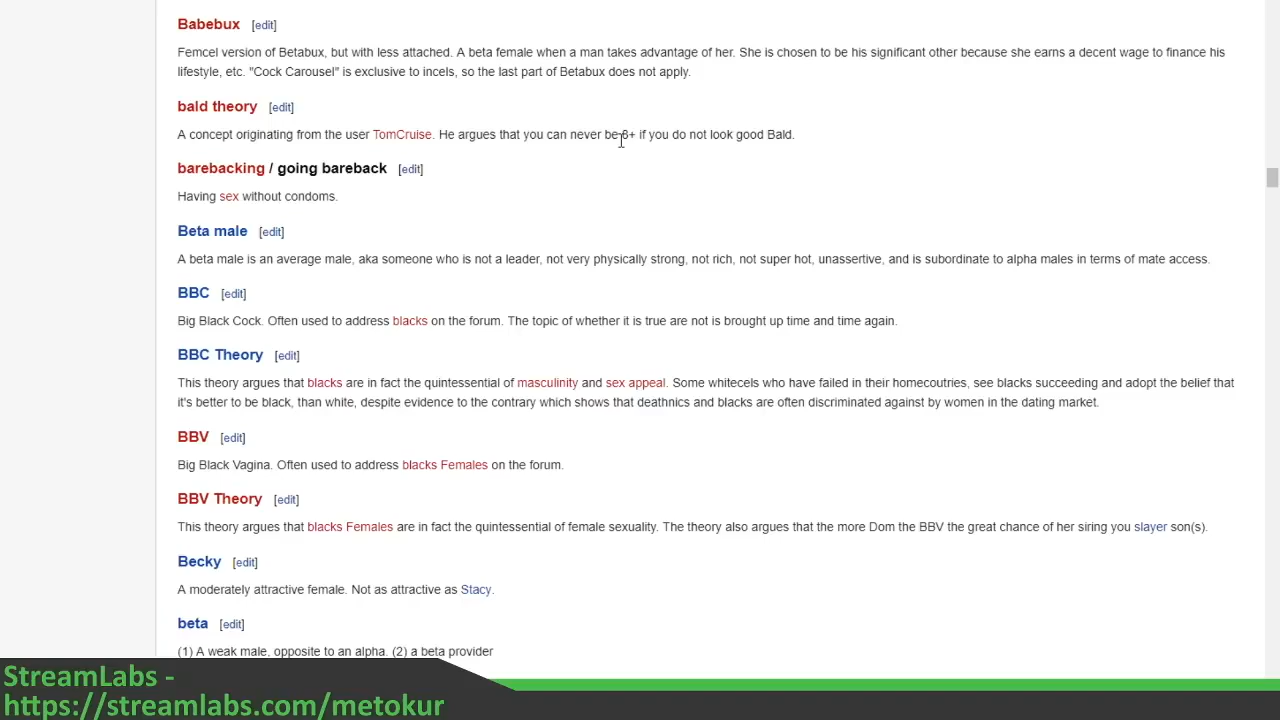 Babebux [edit]
Femcel version of Betabux, but with less attached. A beta female when a man takes advantage of her. She is chosen to be his significant other because she earns a decent wage to finance his
lifestyle, etc. "Cock Carousel" is exclusive to incels, so the last part of Betabux does not apply.
bald theory [edit]
A concept originating from the user TomCruise. He argues that you can never be 8+ if you do not look good Bald.
barebacking / going bareback [edit]
Having sex without condoms.
Beta male [edit]
A beta male is an average male, aka someone who is not a leader, not very physically strong, not rich, not super hot, unassertive, and is subordinate to alpha males in terms of mate access.
BBC [edit]
Big Black Cock. Often used to address blacks on the forum. The topic of whether it is true are not is brought up time and time again.
BBC Theory [edit]
This theory argues that blacks are in fact the quintessential of masculinity and sex appeal. Some whitecels who have failed in their homecoutries, see blacks succeeding and adopt the belief that
it's better to be black, than white, despite evidence to the contrary which shows that deathnics and blacks are often discriminated against by women in the dating market.
BBV [edit]
Big Black Vagina. Often used to address blacks Females on the forum.
BBV Theory [edit]
This theory argues that blacks Females are in fact the quintessential of female sexuality. The theory also argues that the more Dom the BBV the great chance of her siring you slayer son(s).
Becky [edit]
A moderately attractive female. Not as attractive as Stacy.
beta [edit]
(1) A weak male, opposite to an alpha. (2) a beta provider
StreamLabs -
https://streamlabs.com/metokur